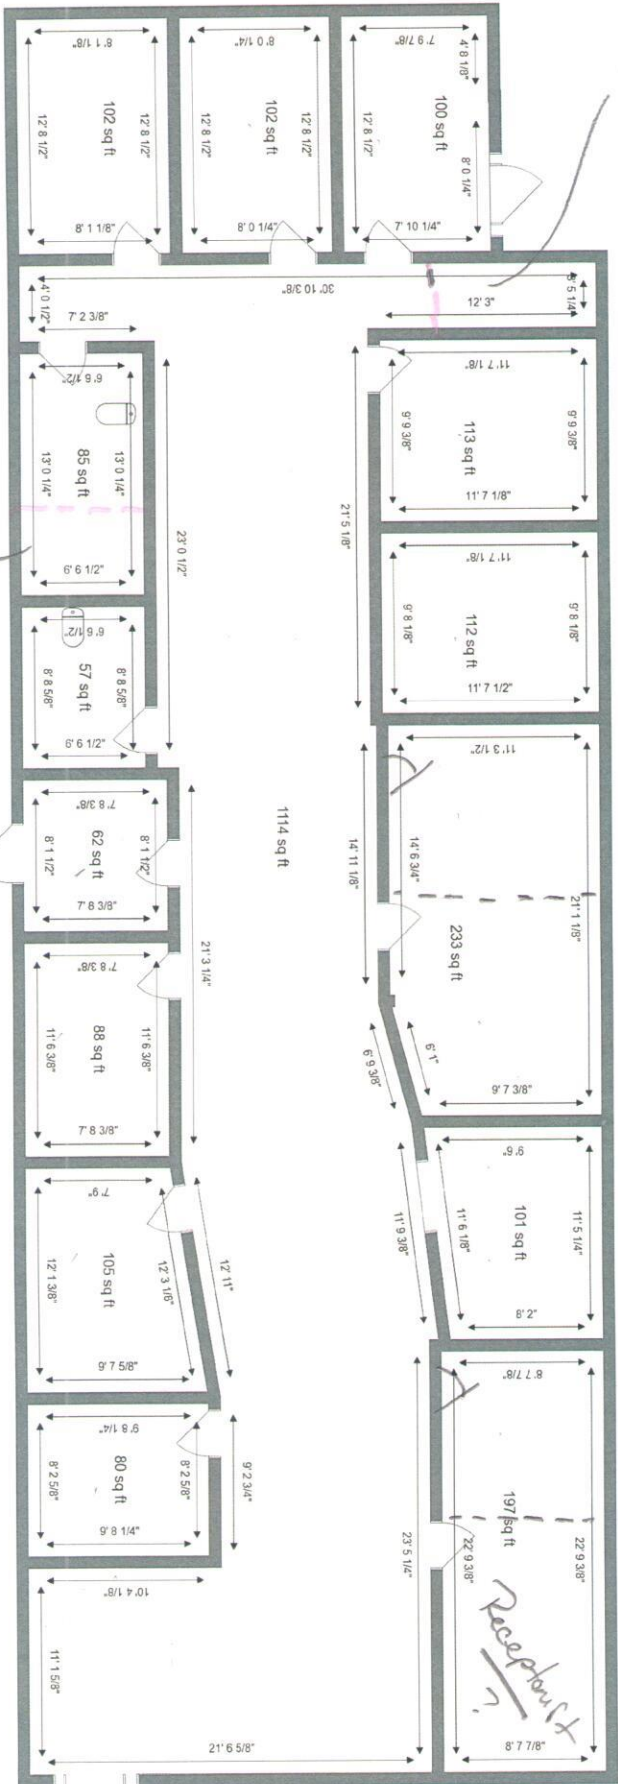 8' 1 1/8"
12' 8 1/2"
102 sq ft
12' 8 1/2"
8' 1 1/8"
8' 0 1/4"
102 sq ft
12' 8 1/2"
8' 0 1/4"
7' 9 7/8"
12' 8 1/2"
100 sq ft
4' 8 1/8"
8' 0 1/4"
7' 10 1/4"
30' 10 3/8"
4' 0 1/2"
7' 2 3/8"
12' 3"
5 1/4"
6' 6 1/2"
13' 0 1/4"
85 sq ft
13' 0 1/4"
6' 6 1/2"
23' 0 1/2"
21' 5 1/8"
11' 7 1/8"
9' 9 3/8"
113 sq ft
9' 9 3/8"
11' 7 1/8"
11' 7 1/8"
9' 8 1/8"
112 sq ft
9' 8 1/8"
11' 7 1/2"
6' 6 1/2"
8' 8 5/8"
57 sq ft
8' 8 5/8"
6' 6 1/2"
7' 8 3/8"
8' 1 1/2"
62 sq ft
8' 1 1/2"
7' 8 3/8"
1114 sq ft
11' 3 1/2"
14' 11 1/8"
14' 6 3/4"
233 sq ft
21' 1 1/8"
6' 1"
6' 9 3/8"
9' 7 3/8"
21' 3 1/4"
7' 8 3/8"
11' 6 3/8"
88 sq ft
11' 6 3/8"
7' 8 3/8"
9' 6"
11' 9 3/8"
11' 6 1/8"
101 sq ft
11' 5 1/4"
8' 2"
7' 9"
12' 1 3/8"
105 sq ft
12' 3 1/8"
12' 11"
9' 7 5/8"
8' 7 7/8"
23' 5 1/4"
22' 9 3/8"
197 sq ft
22' 9 3/8"
8' 7 7/8"
Receptionist
?
9' 8 1/4"
8' 2 5/8"
80 sq ft
8' 2 5/8"
9' 2 3/4"
9' 8 1/4"
10' 4 1/8"
11' 1 5/8"
21' 6 5/8"